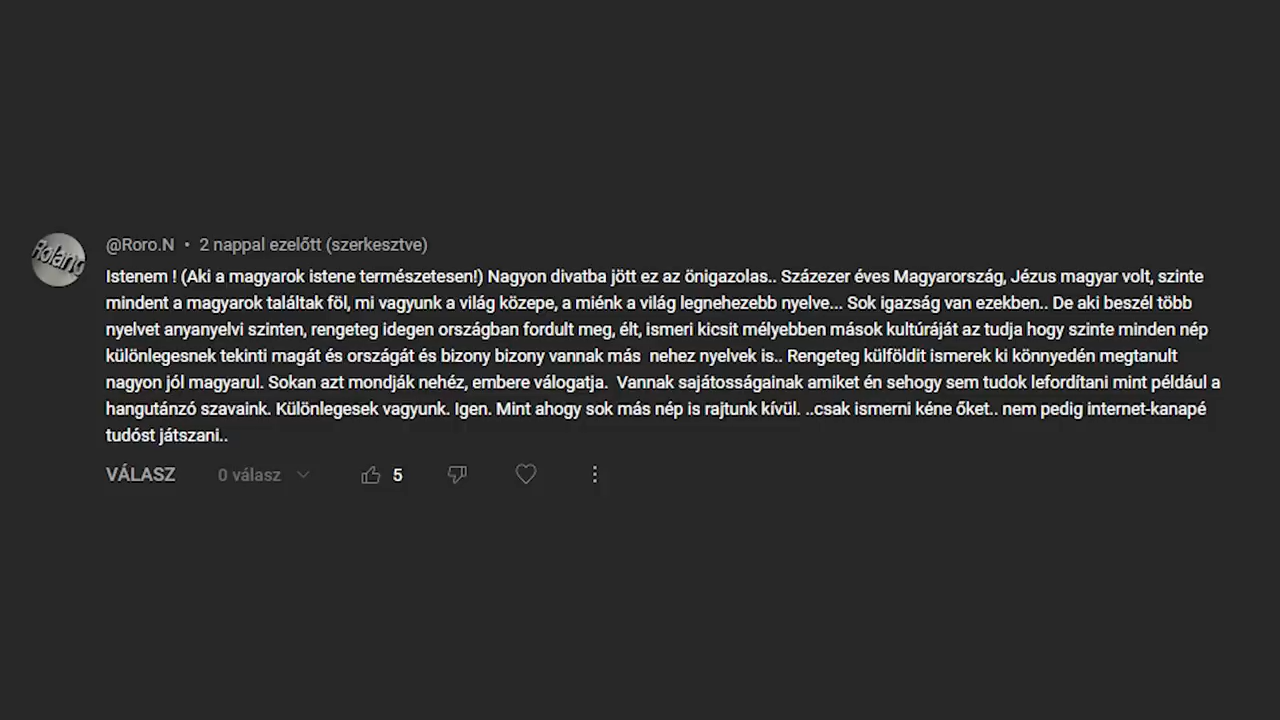 Roland
@Roro.N • 2 nappal ezelőtt (szerkesztve)
Istenem ! (Aki a magyarok istene természetesen!) Nagyon divatba jött ez az önigazolas.. Százezer éves Magyarország, Jézus magyar volt, szinte
mindent a magyarok találtak föl, mi vagyunk a világ közepe, a miénk a világ legnehezebb nyelve... Sok igazság van ezekben.. De aki beszél több
nyelvet anyanyelvi szinten, rengeteg idegen országban fordult meg, élt, ismeri kicsit mélyebben mások kultúráját az tudja hogy szinte minden nép
különlegesnek tekinti magát és országát és bizony bizony vannak más  nehez nyelvek is.. Rengeteg külföldit ismerek ki könnyedén megtanult
nagyon jól magyarul. Sokan azt mondják nehéz, embere válogatja.  Vannak sajátosságainak amiket én sehogy sem tudok lefordítani mint például a
hangutánzó szavaink. Különlegesek vagyunk. Igen. Mint ahogy sok más nép is rajtunk kívül. ..csak ismerni kéne őket.. nem pedig internet-kanapé
tudóst játszani..
VÁLASZ 0 válasz 5